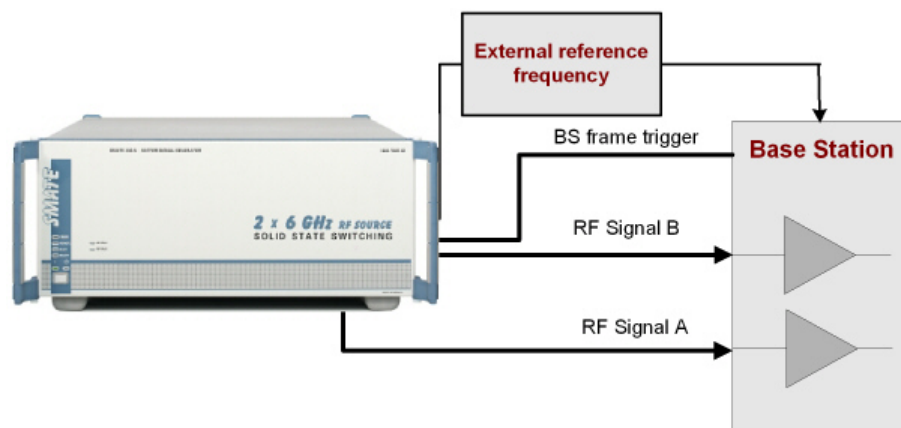 External reference
frequency
BS frame trigger
Base Station
SMATE
2 x 6 GHz RF SOURCE
SOLID STATE SWITCHING
RF Signal B
RF Signal A